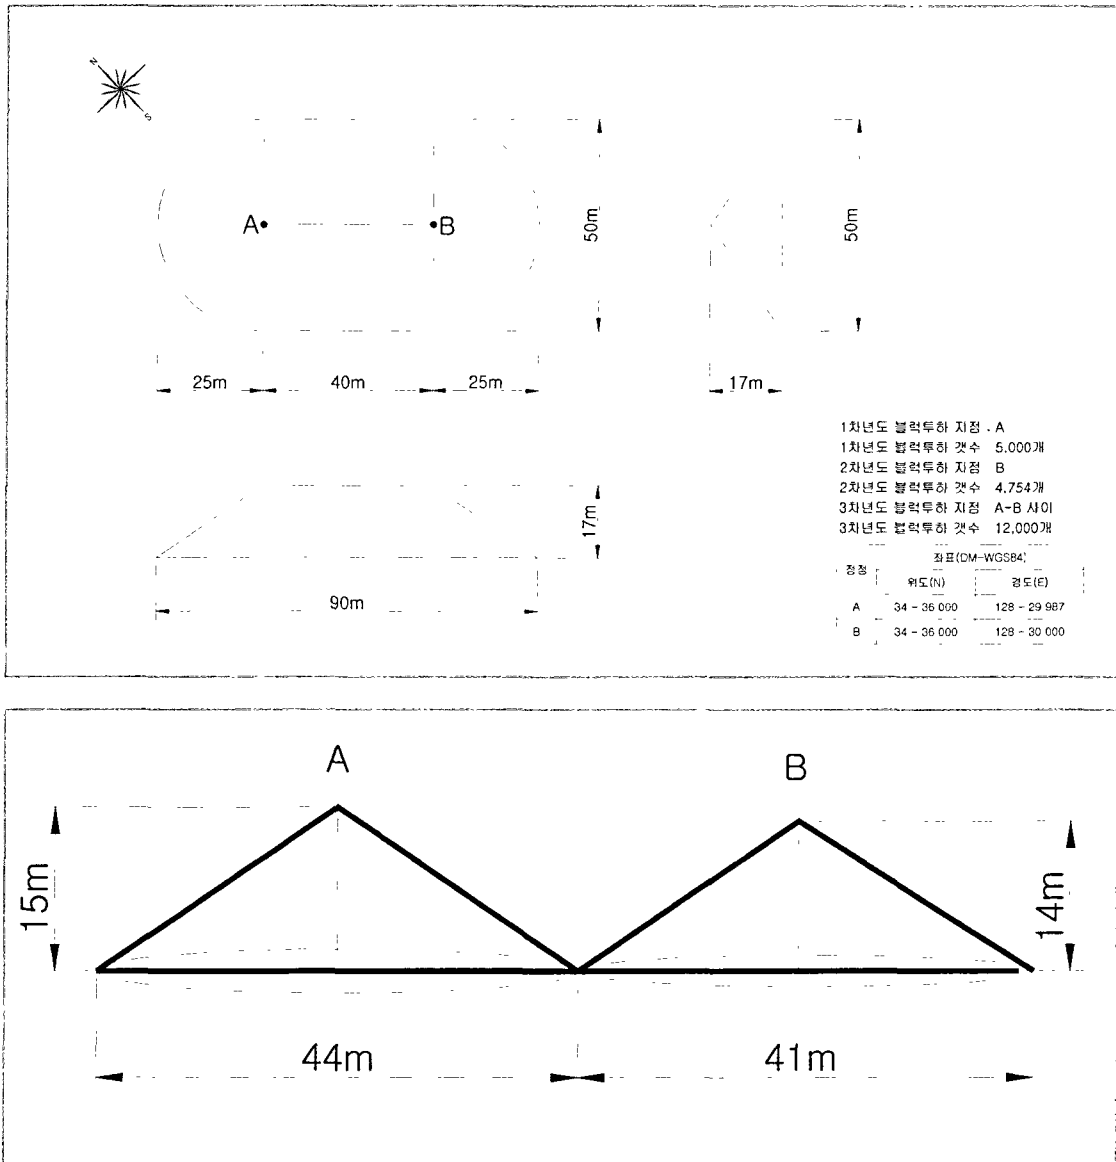 N
S
A
B
50m
50m
25m
40m
25m
17m
17m
90m
1차년도 블럭투하 지점 . A
1차년도 블럭투하 갯수 5,000개
2차년도 블럭투하 지점 B
2차년도 블럭투하 갯수 4,754개
3차년도 블럭투하 지점 A-B 사이
3차년도 블럭투하 갯수 12,000개
정점 좌표(DM-WGS84)
위도(N) 경도(E)
A 34 - 36 000 128 - 29 987
B 34 - 36 000 128 - 30 000
A
B
15m
14m
44m
41m